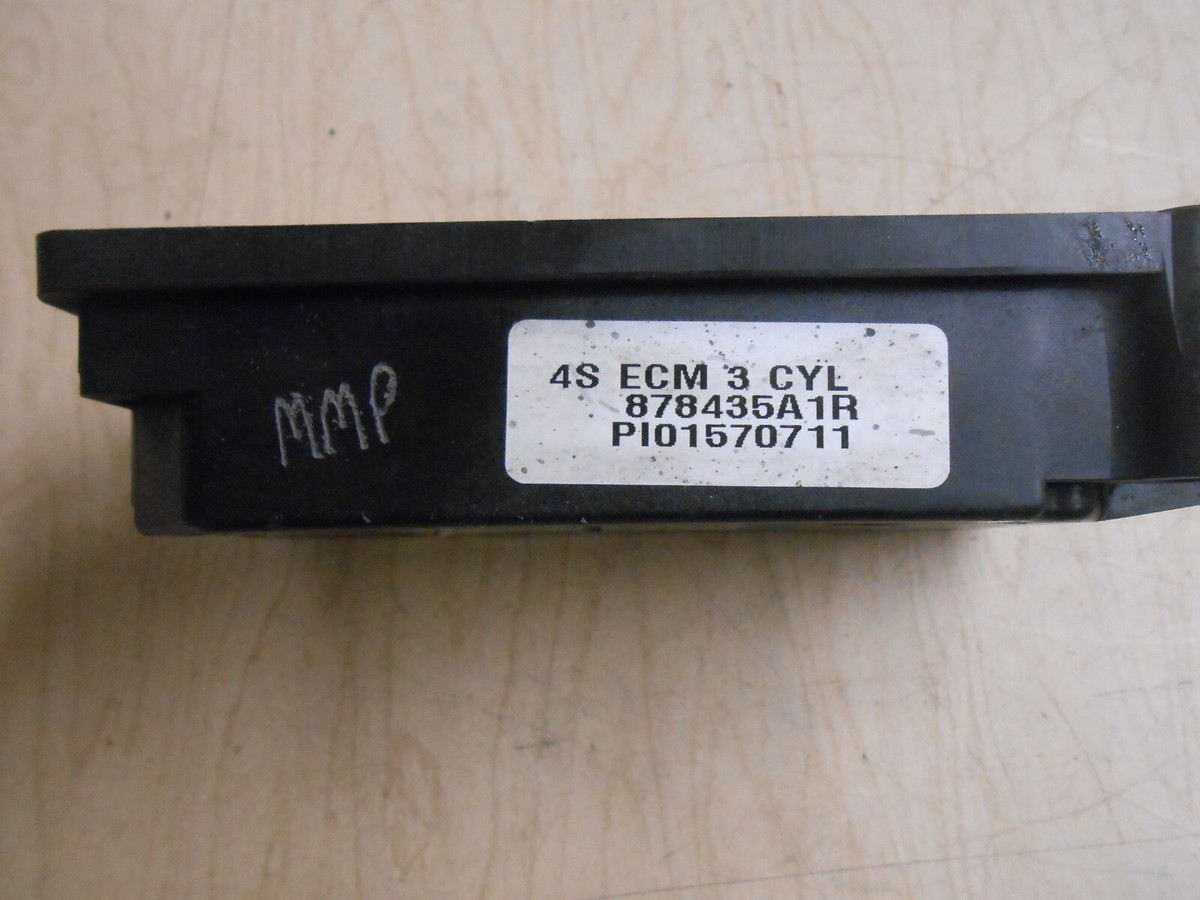 MMP
4S ECM 3 CYL
878435A1R
PI01570711